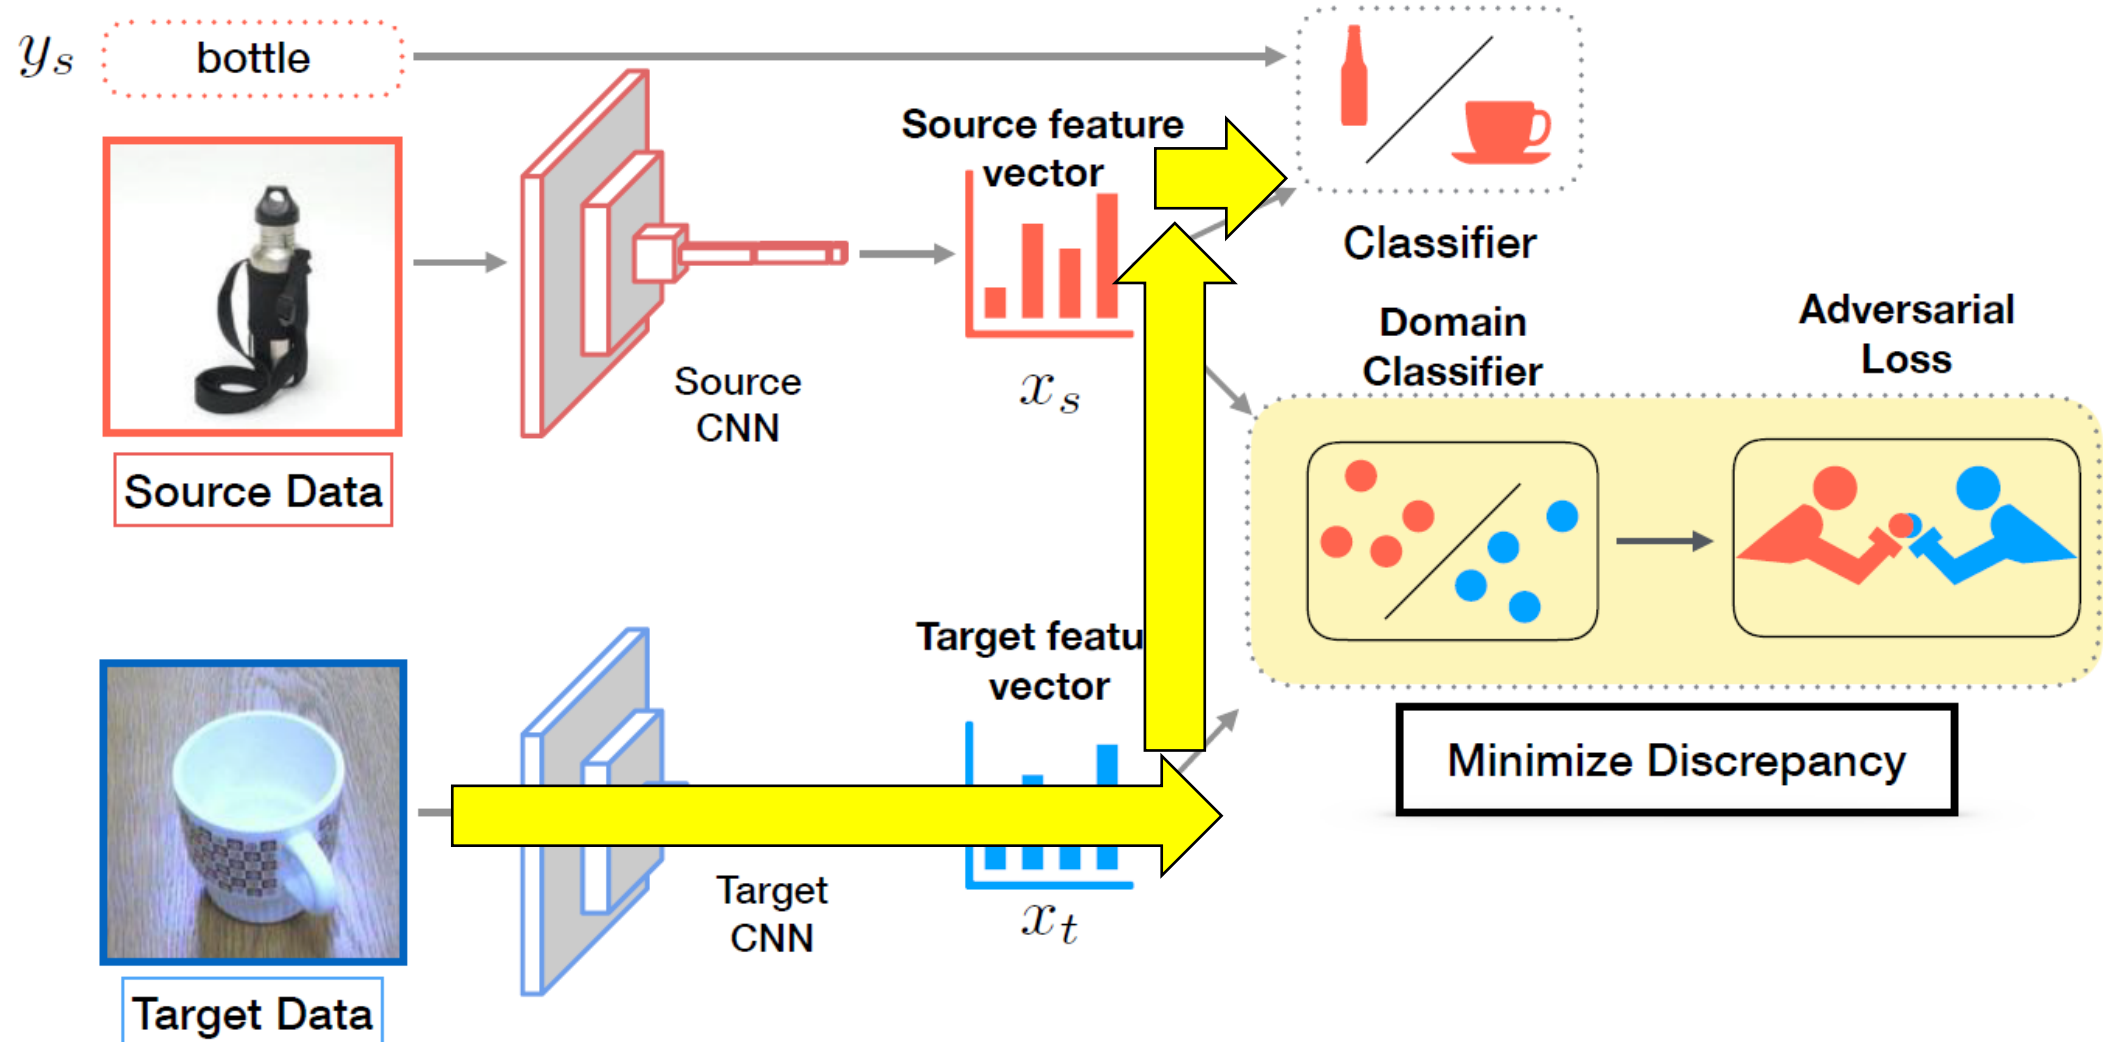 y_s
bottle
Source feature
vector
Classifier
Source
CNN
x_s
Source Data
Domain
Classifier
Adversarial
Loss
Target featu
vector
Minimize Discrepancy
Target
CNN
x_t
Target Data